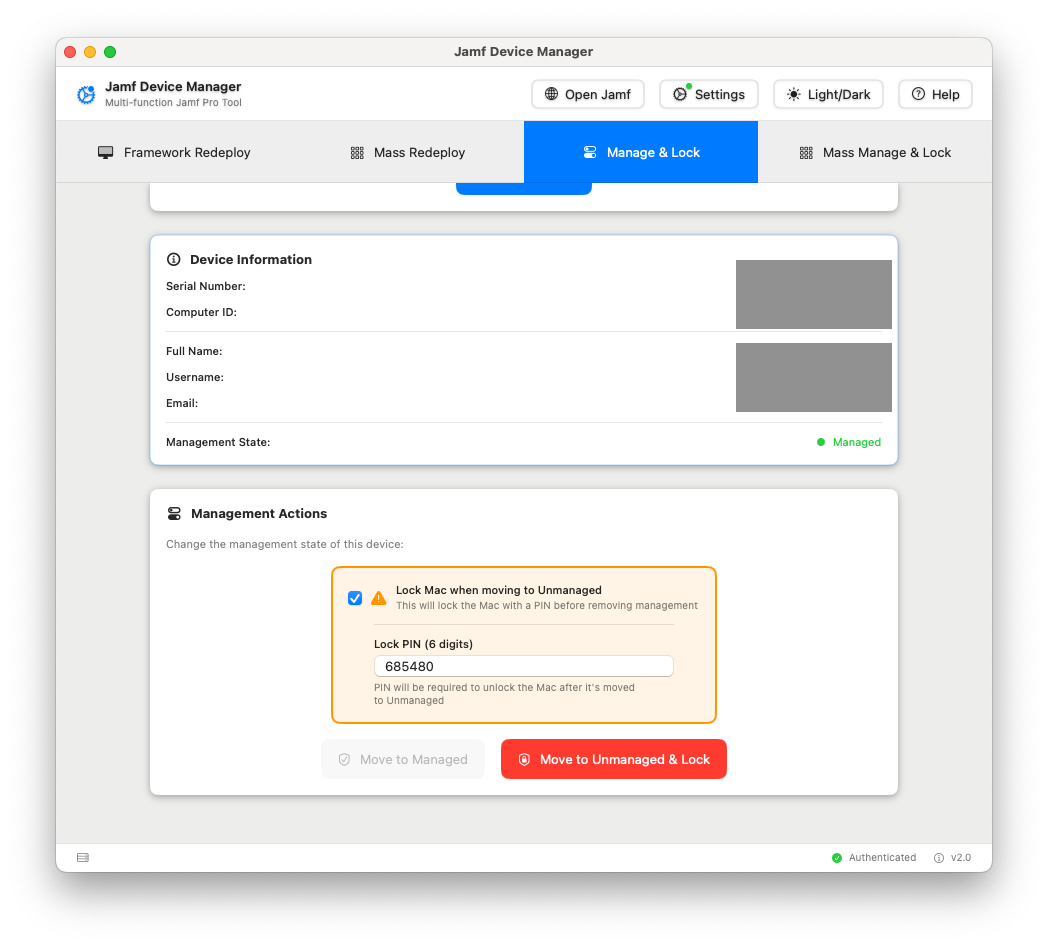 Jamf Device Manager
Jamf Device Manager
Multi-function Jamf Pro Tool
Open Jamf
Settings
Light/Dark
Help
Framework Redeploy
Mass Redeploy
Manage & Lock
Mass Manage & Lock
Device Information
Serial Number:
Computer ID:
Full Name:
Username:
Email:
Management State:
Managed
Management Actions
Change the management state of this device:
Lock Mac when moving to Unmanaged
This will lock the Mac with a PIN before removing management
Lock PIN (6 digits)
685480
PIN will be required to unlock the Mac after it's moved
to Unmanaged
Move to Managed
Move to Unmanaged & Lock
Authenticated
v2.0